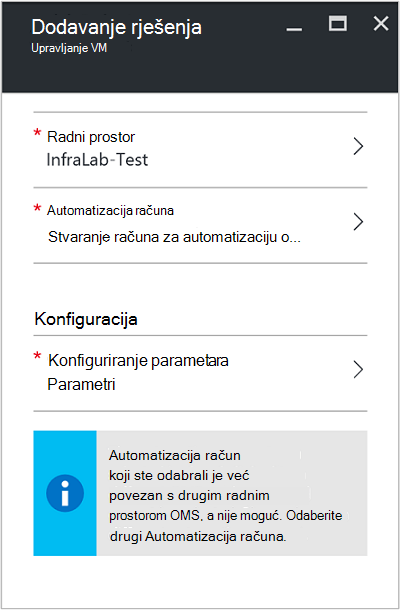 Dodavanje rješenja
Upravljanje VM
* Radni prostor
InfraLab-Test
* Automatizacija računa
Stvaranje računa za automatizaciju o...
Konfiguracija
* Konfiguriranje parametara
Parametri
Automatizacija račun
koji ste odabrali je već
povezan s drugim radnim
prostorom OMS, a nije moguć. Odaberite
drugi Automatizacija računa.